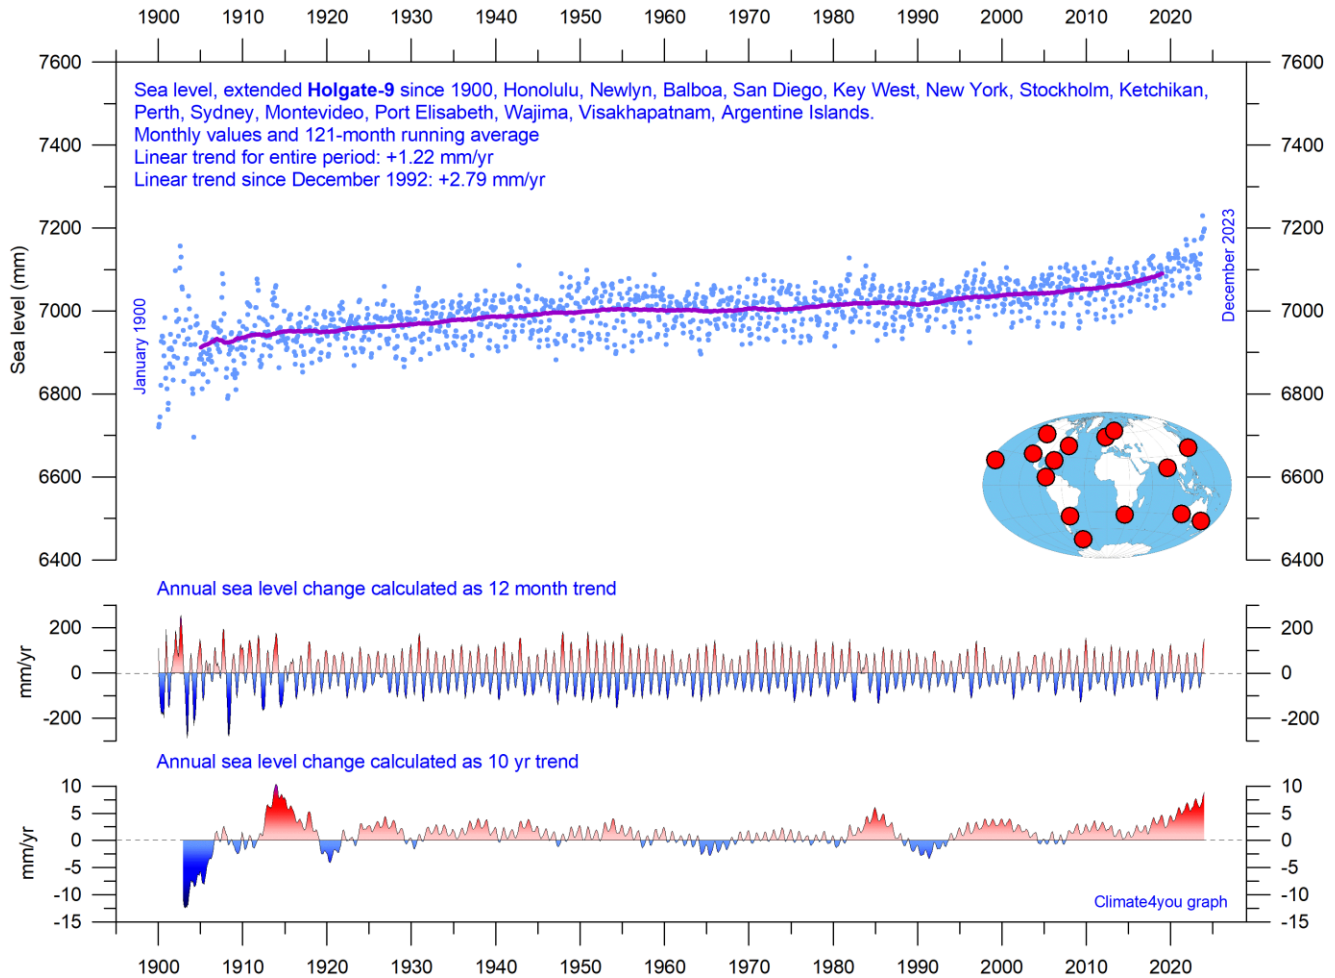 1900 1910 1920 1930 1940 1950 1960 1970 1980 1990 2000 2010 2020
7600 7600
Sea level, extended Holgate-9 since 1900, Honolulu, Newlyn, Balboa, San Diego, Key West, New York, Stockholm, Ketchikan,
Perth, Sydney, Montevideo, Port Elisabeth, Wajima, Visakhapatnam, Argentine Islands.
Monthly values and 121-month running average
7400 7400
Linear trend for entire period: +1.22 mm/yr
Linear trend since December 1992: +2.79 mm/yr
7200 7200
Sea level (mm)
January 1900
December 2023
7000 7000
6800 6800
6600 6600
6400 6400
Annual sea level change calculated as 12 month trend
200 200
mm/yr
0 0
-200 -200
Annual sea level change calculated as 10 yr trend
10 10
5 5
mm/yr
0 0
-5 -5
-10 -10
Climate4you graph
-15 -15
1900 1910 1920 1930 1940 1950 1960 1970 1980 1990 2000 2010 2020